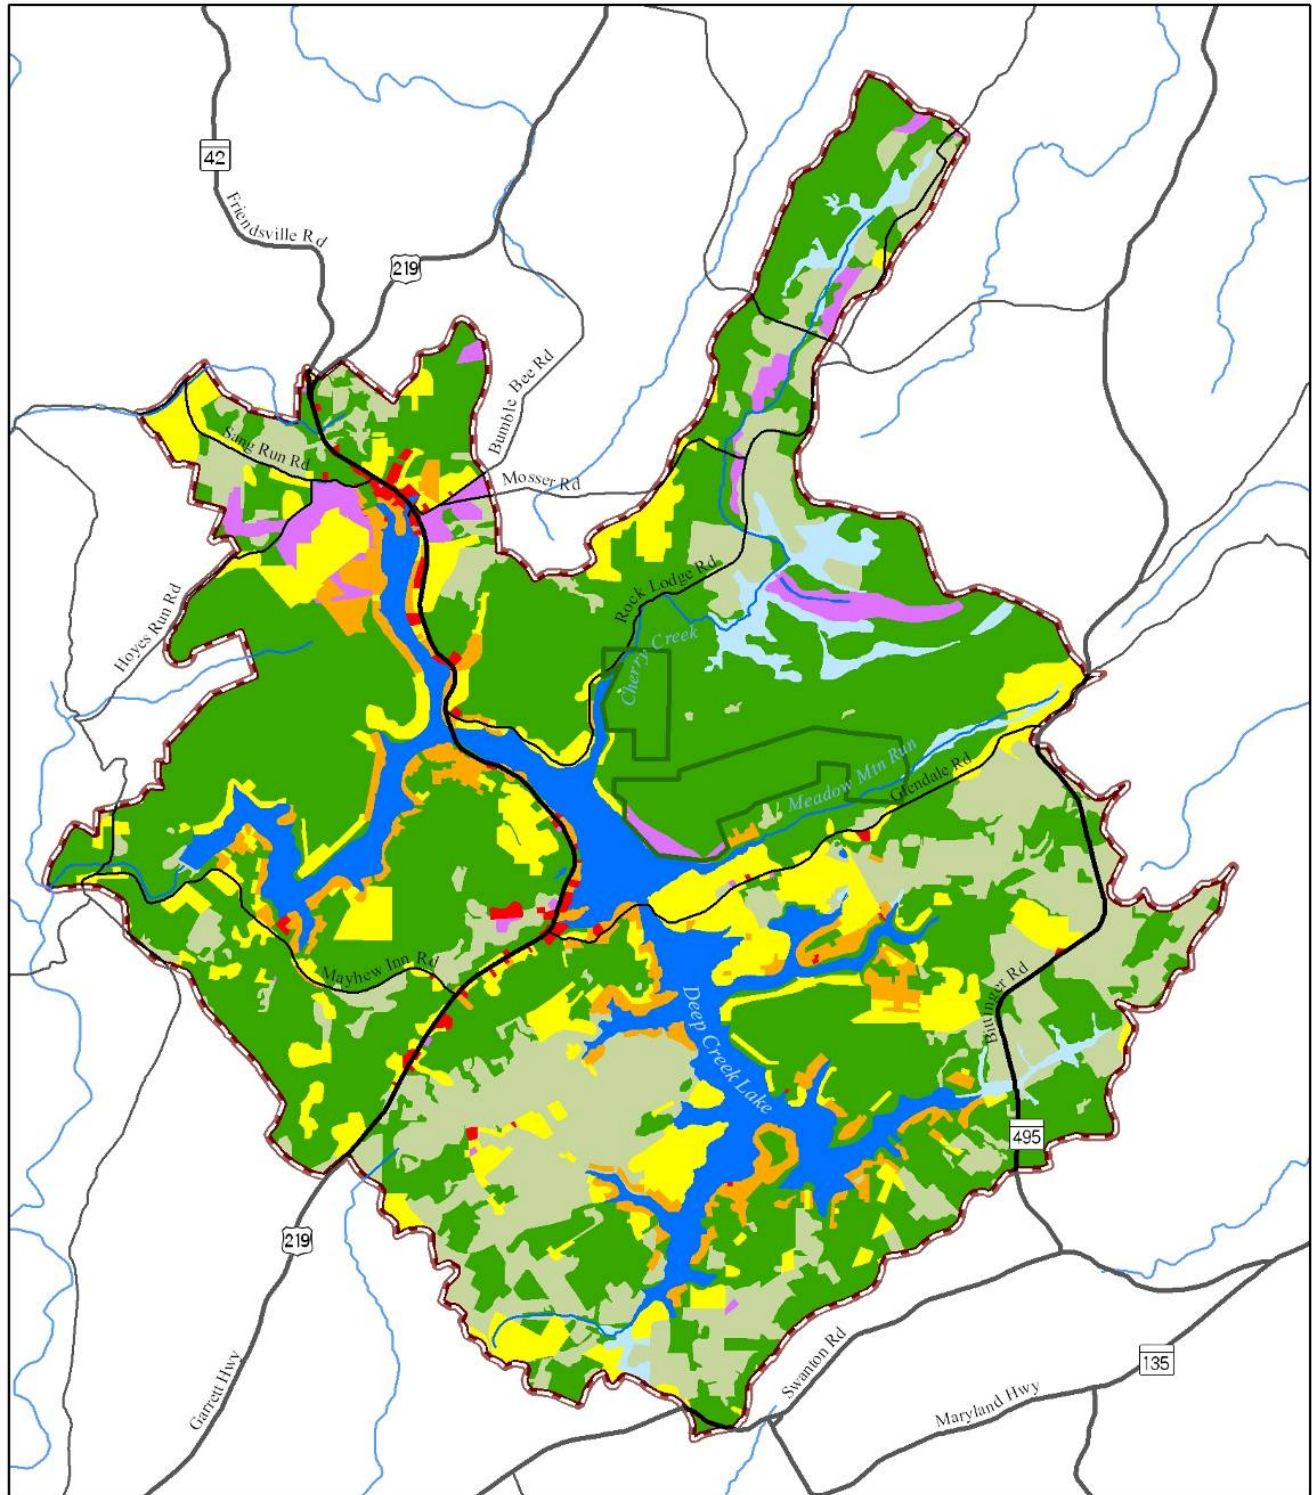 42
Friendsville Rd
219
Bumble Bee Rd
Sang Run Rd
Mosser Rd
Rock Lodge Rd
Hoyes Run Rd
Cherry Creek
Meadow Mtn Run
Glendale Rd
Mayhew Inn Rd
Deep Creek Lake
Bittinger Rd
495
219
Garrett Hwy
Swanton Rd
135
Maryland Hwy